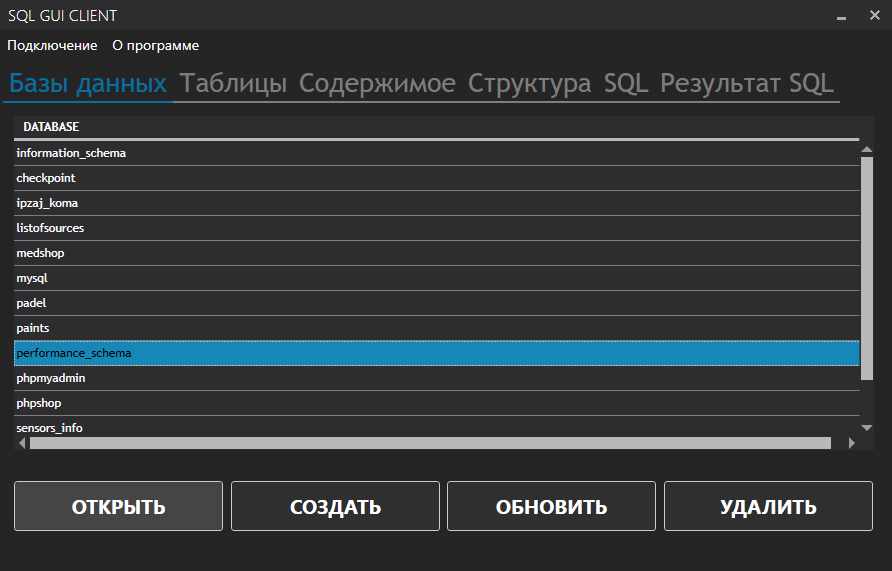 SQL GUI CLIENT
Подключение О программе
Базы данных Таблицы Содержимое Структура SQL Результат SQL
DATABASE
information_schema
checkpoint
ipzaj_koma
listofsources
medshop
mysql
padel
paints
performance_schema
phpmyadmin
phpshop
sensors_info
ОТКРЫТЬ СОЗДАТЬ ОБНОВИТЬ УДАЛИТЬ